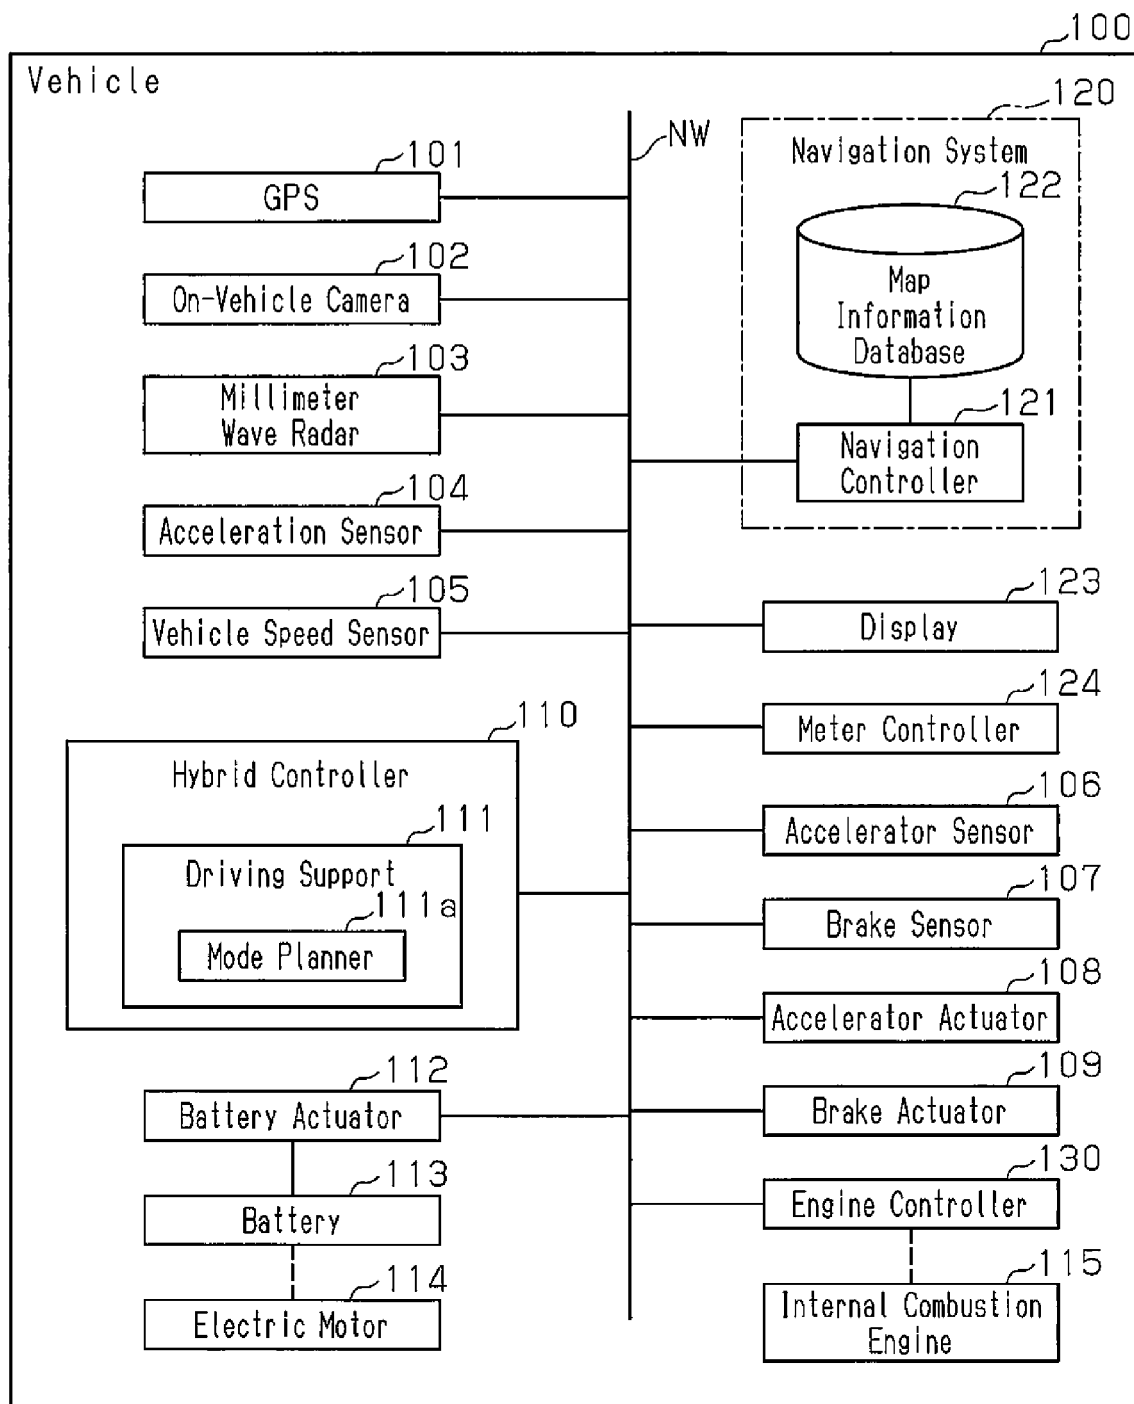 100
Vehicle
NW
120
Navigation System
122
Map
Information
Database
121
Navigation
Controller
101
GPS
102
On-Vehicle Camera
103
Millimeter
Wave Radar
104
Acceleration Sensor
105
Vehicle Speed Sensor
110
Hybrid Controller
111
Driving Support
111a
Mode Planner
112
Battery Actuator
113
Battery
114
Electric Motor
123
Display
124
Meter Controller
106
Accelerator Sensor
107
Brake Sensor
108
Accelerator Actuator
109
Brake Actuator
130
Engine Controller
115
Internal Combustion
Engine